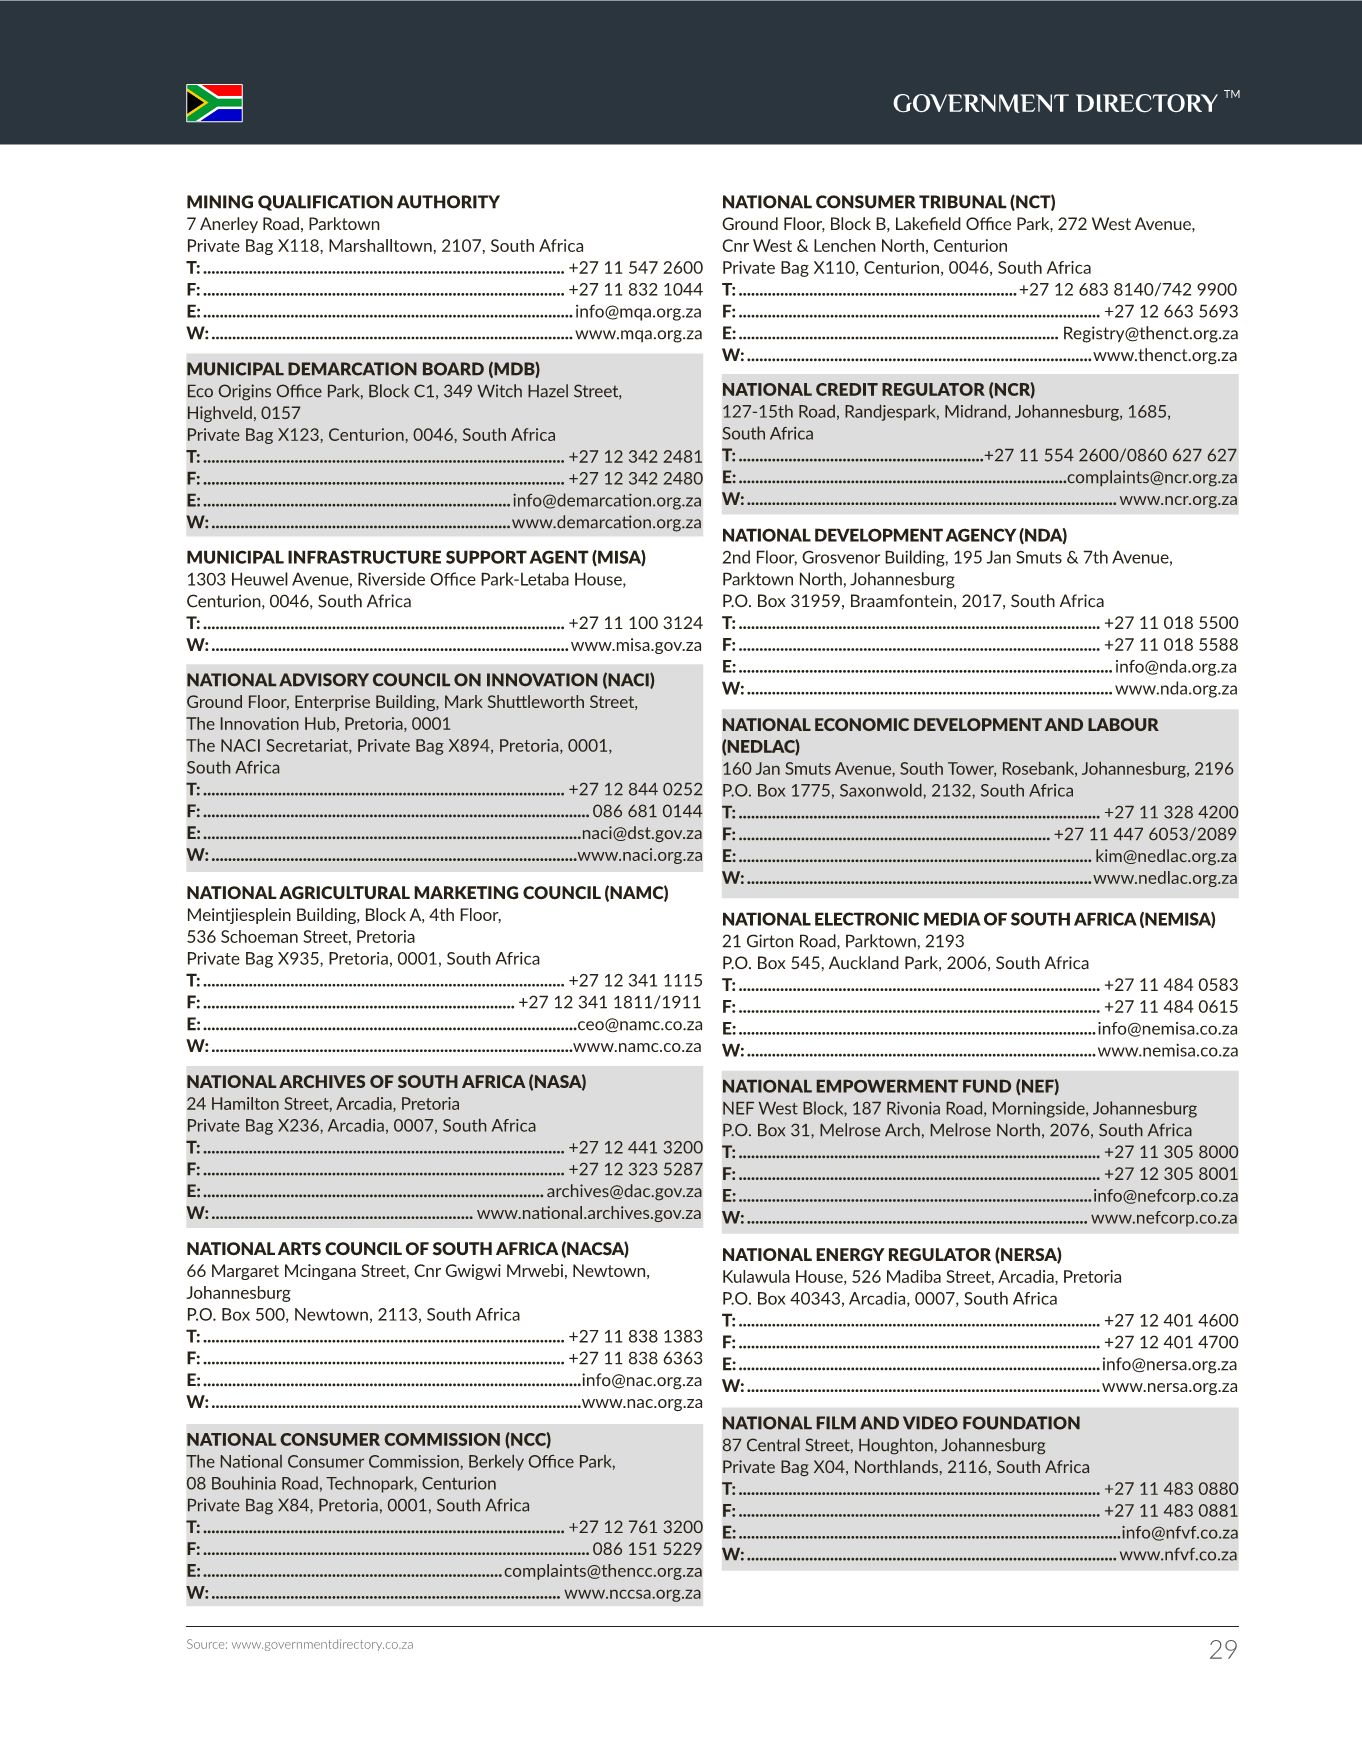 GOVERNMENT DIRECTORY ™
MINING QUALIFICATION AUTHORITY
7 Anerley Road, Parktown
Private Bag X118, Marshalltown, 2107, South Africa
T: +27 11 547 2600
F: +27 11 832 1044
E: info@mqa.org.za
W: www.mqa.org.za
MUNICIPAL DEMARCATION BOARD (MDB)
Eco Origins Office Park, Block C1, 349 Witch Hazel Street,
Highveld, 0157
Private Bag X123, Centurion, 0046, South Africa
T: +27 12 342 2481
F: +27 12 342 2480
E: info@demarcation.org.za
W: www.demarcation.org.za
MUNICIPAL INFRASTRUCTURE SUPPORT AGENT (MISA)
1303 Heuwel Avenue, Riverside Office Park-Letaba House,
Centurion, 0046, South Africa
T: +27 11 100 3124
W: www.misa.gov.za
NATIONAL ADVISORY COUNCIL ON INNOVATION (NACI)
Ground Floor, Enterprise Building, Mark Shuttleworth Street,
The Innovation Hub, Pretoria, 0001
The NACI Secretariat, Private Bag X894, Pretoria, 0001,
South Africa
T: +27 12 844 0252
F: 086 681 0144
E: naci@dst.gov.za
W: www.naci.org.za
NATIONAL AGRICULTURAL MARKETING COUNCIL (NAMC)
Meintjiesplein Building, Block A, 4th Floor,
536 Schoeman Street, Pretoria
Private Bag X935, Pretoria, 0001, South Africa
T: +27 12 341 1115
F: +27 12 341 1811/1911
E: ceo@namc.co.za
W: www.namc.co.za
NATIONAL ARCHIVES OF SOUTH AFRICA (NASA)
24 Hamilton Street, Arcadia, Pretoria
Private Bag X236, Arcadia, 0007, South Africa
T: +27 12 441 3200
F: +27 12 323 5287
E: archives@dac.gov.za
W: www.national.archives.gov.za
NATIONAL ARTS COUNCIL OF SOUTH AFRICA (NACSA)
66 Margaret Mcingana Street, Cnr Gwigwi Mrwebi, Newtown,
Johannesburg
P.O. Box 500, Newtown, 2113, South Africa
T: +27 11 838 1383
F: +27 11 838 6363
E: info@nac.org.za
W: www.nac.org.za
NATIONAL CONSUMER COMMISSION (NCC)
The National Consumer Commission, Berkely Office Park,
08 Bouhinia Road, Technopark, Centurion
Private Bag X84, Pretoria, 0001, South Africa
T: +27 12 761 3200
F: 086 151 5229
E: complaints@thencc.org.za
W: www.nccsa.org.za
NATIONAL CONSUMER TRIBUNAL (NCT)
Ground Floor, Block B, Lakefield Office Park, 272 West Avenue,
Cnr West & Lenchen North, Centurion
Private Bag X110, Centurion, 0046, South Africa
T: +27 12 683 8140/742 9900
F: +27 12 663 5693
E: Registry@thenct.org.za
W: www.thenct.org.za
NATIONAL CREDIT REGULATOR (NCR)
127-15th Road, Randjespark, Midrand, Johannesburg, 1685,
South Africa
T: +27 11 554 2600/0860 627 627
E: complaints@ncr.org.za
W: www.ncr.org.za
NATIONAL DEVELOPMENT AGENCY (NDA)
2nd Floor, Grosvenor Building, 195 Jan Smuts & 7th Avenue,
Parktown North, Johannesburg
P.O. Box 31959, Braamfontein, 2017, South Africa
T: +27 11 018 5500
F: +27 11 018 5588
E: info@nda.org.za
W: www.nda.org.za
NATIONAL ECONOMIC DEVELOPMENT AND LABOUR
(NEDLAC)
160 Jan Smuts Avenue, South Tower, Rosebank, Johannesburg, 2196
P.O. Box 1775, Saxonwold, 2132, South Africa
T: +27 11 328 4200
F: +27 11 447 6053/2089
E: kim@nedlac.org.za
W: www.nedlac.org.za
NATIONAL ELECTRONIC MEDIA OF SOUTH AFRICA (NEMISA)
21 Girton Road, Parktown, 2193
P.O. Box 545, Auckland Park, 2006, South Africa
T: +27 11 484 0583
F: +27 11 484 0615
E: info@nemisa.co.za
W: www.nemisa.co.za
NATIONAL EMPOWERMENT FUND (NEF)
NEF West Block, 187 Rivonia Road, Morningside, Johannesburg
P.O. Box 31, Melrose Arch, Melrose North, 2076, South Africa
T: +27 11 305 8000
F: +27 12 305 8001
E: info@nefcorp.co.za
W: www.nefcorp.co.za
NATIONAL ENERGY REGULATOR (NERSA)
Kulawula House, 526 Madiba Street, Arcadia, Pretoria
P.O. Box 40343, Arcadia, 0007, South Africa
T: +27 12 401 4600
F: +27 12 401 4700
E: info@nersa.org.za
W: www.nersa.org.za
NATIONAL FILM AND VIDEO FOUNDATION
87 Central Street, Houghton, Johannesburg
Private Bag X04, Northlands, 2116, South Africa
T: +27 11 483 0880
F: +27 11 483 0881
E: info@nfvf.co.za
W: www.nfvf.co.za
Source: www.governmentdirectory.co.za
29